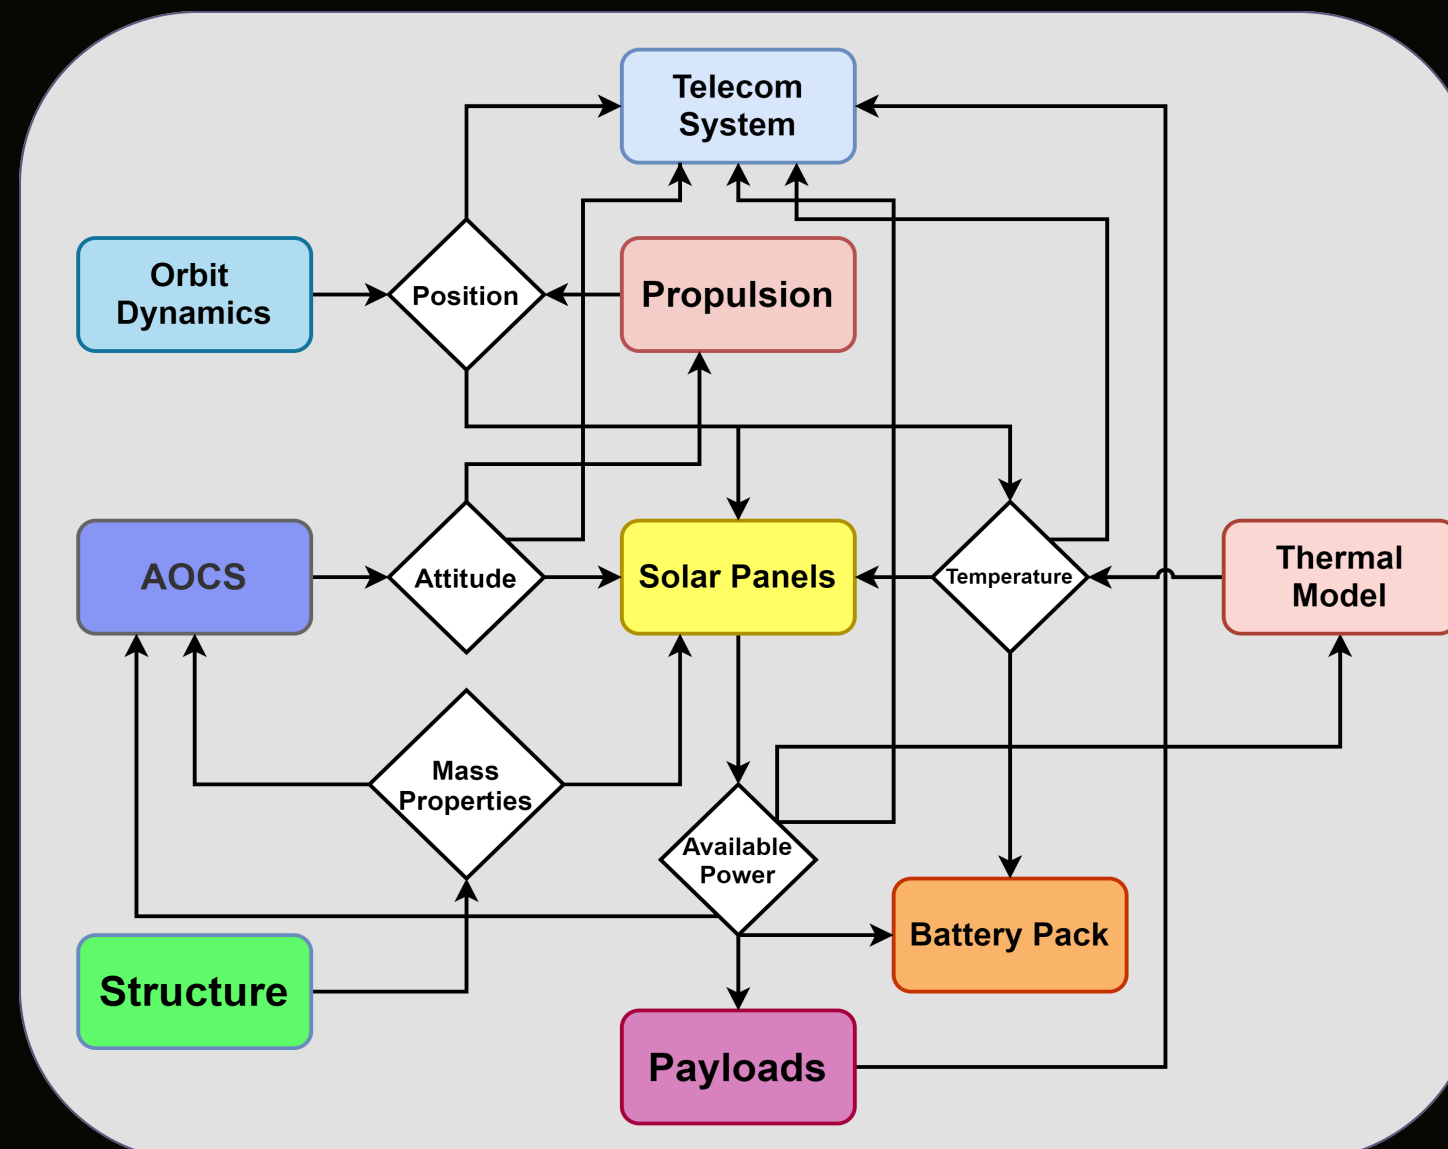 Telecom
System
Orbit
Dynamics
Position
Propulsion
AOCS
Attitude
Solar Panels
Temperature
Thermal
Model
Mass
Properties
Available
Power
Battery Pack
Structure
Payloads